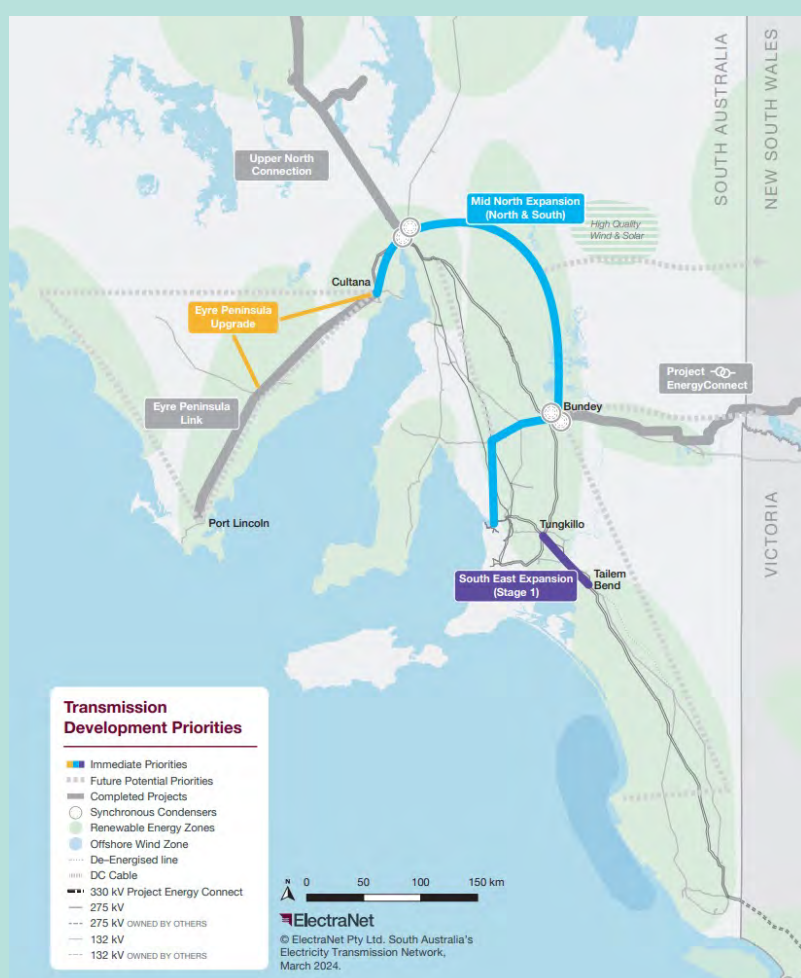 SOUTH AUSTRALIA
NEW SOUTH WALES
Upper North
Connection
Mid North Expansion
(North & South)
High Quality
Wind & Solar
Cultana
Eyre Peninsula
Upgrade
Project
EnergyConnect
Eyre Peninsula
Link
Bundey
VICTORIA
Port Lincoln
Tungkillo
South East Expansion
(Stage 1)
Tailem
Bend
Transmission
Development Priorities
Immediate Priorities
Future Potential Priorities
Completed Projects
Synchronous Condensers
Renewable Energy Zones
Offshore Wind Zone
De–Energised line
DC Cable
330 kV Project Energy Connect
275 kV
275 kV OWNED BY OTHERS
132 kV
132 kV OWNED BY OTHERS
N 0 50 100 150 km
ElectraNet
© ElectraNet Pty Ltd. South Australia's
Electricity Transmission Network,
March 2024.